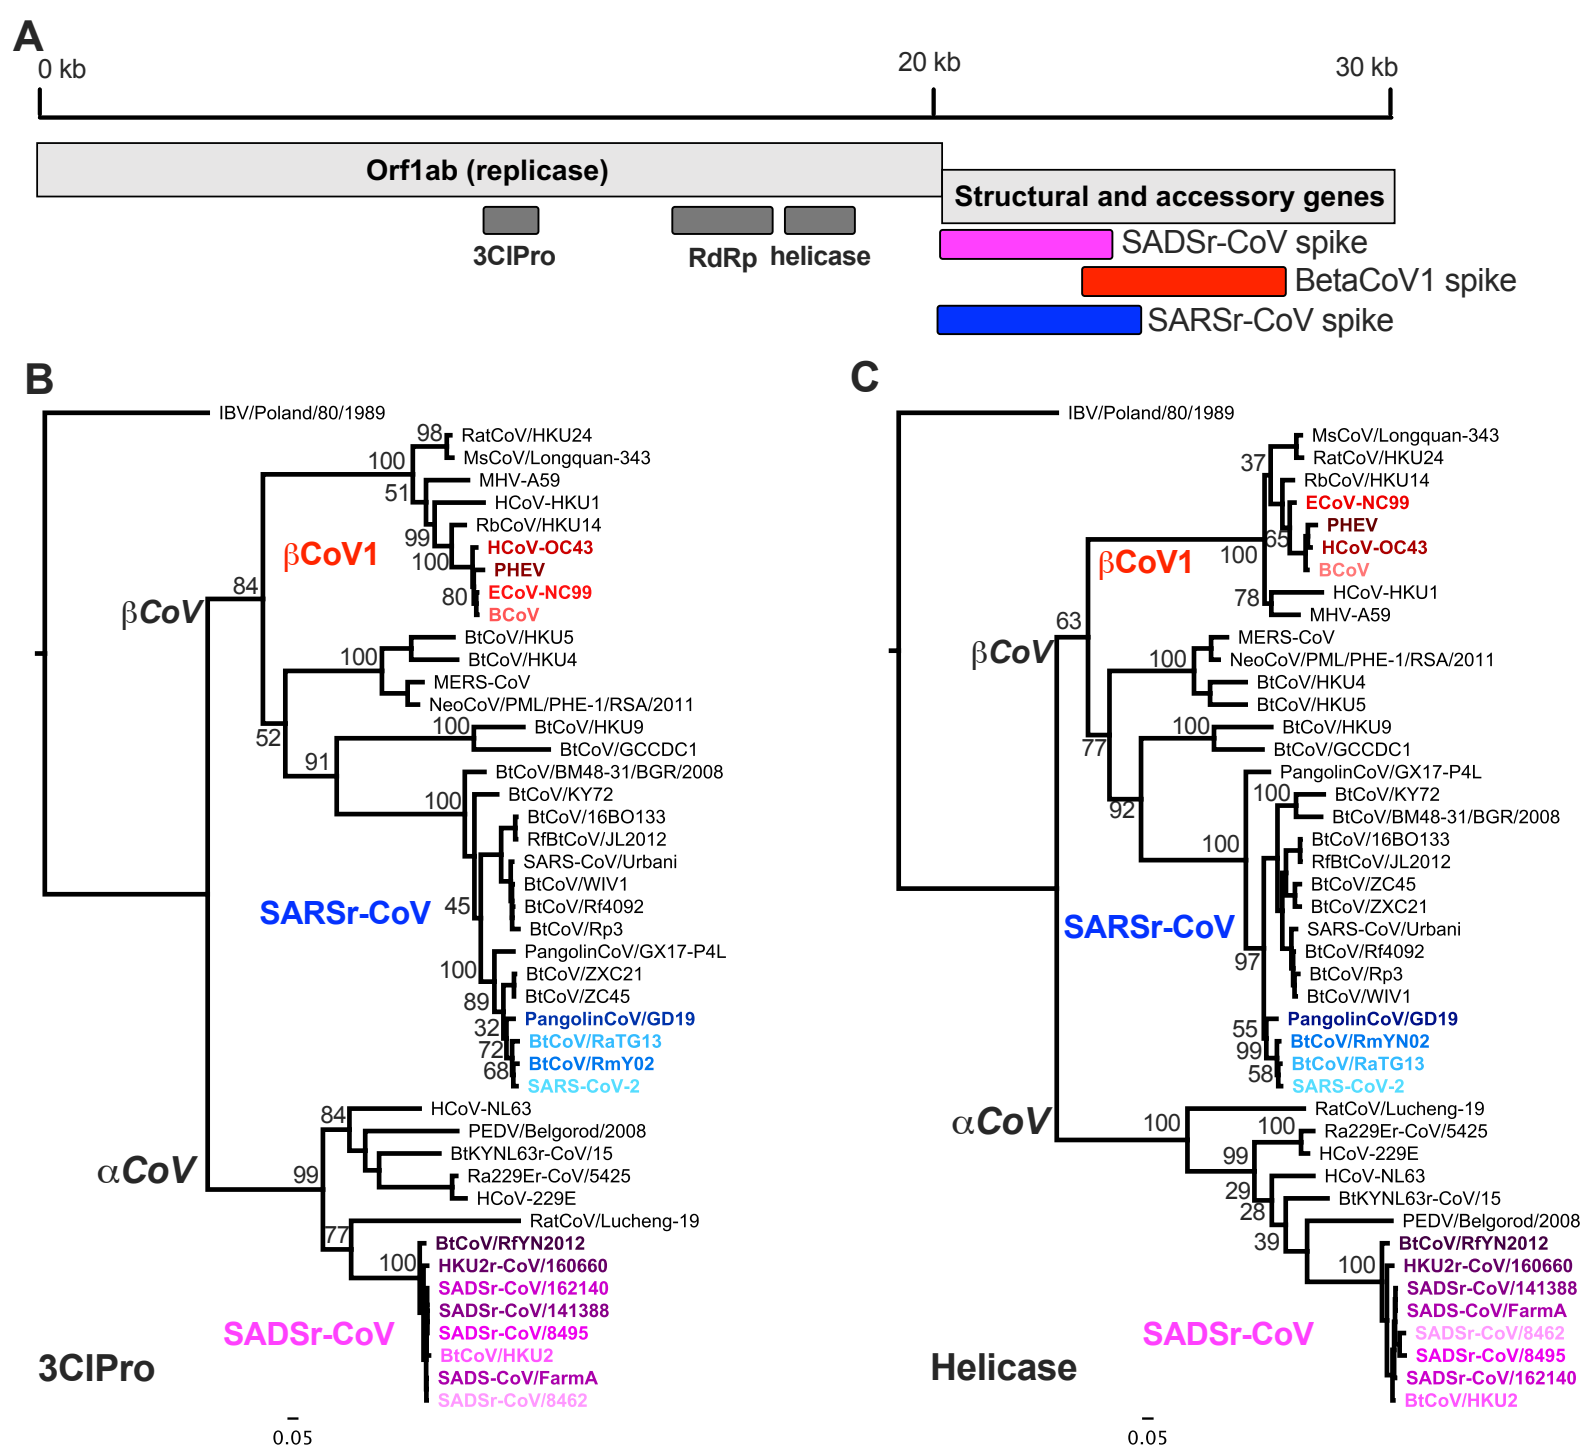 A
0 kb
20 kb
30 kb
Orf1ab (replicase)
Structural and accessory genes
3ClPro
RdRp
helicase
SADSr-CoV spike
BetaCoV1 spike
SARSr-CoV spike
B
IBV/Poland/80/1989
98
RatCoV/HKU24
100
MsCoV/Longquan-343
51
MHV-A59
HCoV-HKU1
99
RbCoV/HKU14
βCoV1
100
HCoV-OC43
PHEV
84
80
ECoV-NC99
βCoV
BCoV
BtCoV/HKU5
100
BtCoV/HKU4
MERS-CoV
NeoCoV/PML/PHE-1/RSA/2011
52
100
BtCoV/HKU9
91
BtCoV/GCCDC1
BtCoV/BM48-31/BGR/2008
100
BtCoV/KY72
BtCoV/16BO133
RfBtCoV/JL2012
SARS-CoV/Urbani
BtCoV/WIV1
SARSr-CoV
45
BtCoV/Rf4092
BtCoV/Rp3
PangolinCoV/GX17-P4L
100
BtCoV/ZXC21
89
BtCoV/ZC45
32
PangolinCoV/GD19
72
BtCoV/RaTG13
68
BtCoV/RmY02
SARS-CoV-2
84
HCoV-NL63
PEDV/Belgorod/2008
αCoV
BtKYNL63r-CoV/15
99
Ra229Er-CoV/5425
HCoV-229E
77
RatCoV/Lucheng-19
BtCoV/RfYN2012
100
HKU2r-CoV/160660
SADSr-CoV/162140
SADSr-CoV/141388
SADSr-CoV
SADSr-CoV/8495
BtCoV/HKU2
3ClPro
SADS-CoV/FarmA
SADSr-CoV/8462
0.05
C
IBV/Poland/80/1989
MsCoV/Longquan-343
37
RatCoV/HKU24
RbCoV/HKU14
ECoV-NC99
65
PHEV
βCoV1
100
HCoV-OC43
BCoV
78
HCoV-HKU1
63
MHV-A59
βCoV
MERS-CoV
100
NeoCoV/PML/PHE-1/RSA/2011
BtCoV/HKU4
BtCoV/HKU5
77
100
BtCoV/HKU9
BtCoV/GCCDC1
PangolinCoV/GX17-P4L
92
100
BtCoV/KY72
BtCoV/BM48-31/BGR/2008
100
BtCoV/16BO133
RfBtCoV/JL2012
BtCoV/ZC45
BtCoV/ZXC21
SARSr-CoV
SARS-CoV/Urbani
97
BtCoV/Rf4092
BtCoV/Rp3
BtCoV/WIV1
55
PangolinCoV/GD19
99
BtCoV/RmYN02
58
BtCoV/RaTG13
SARS-CoV-2
αCoV
100
RatCoV/Lucheng-19
100
Ra229Er-CoV/5425
99
HCoV-229E
29
HCoV-NL63
28
BtKYNL63r-CoV/15
39
PEDV/Belgorod/2008
BtCoV/RfYN2012
100
HKU2r-CoV/160660
SADSr-CoV/141388
SADS-CoV/FarmA
SADSr-CoV
SADSr-CoV/8462
SADSr-CoV/8495
Helicase
SADSr-CoV/162140
BtCoV/HKU2
0.05